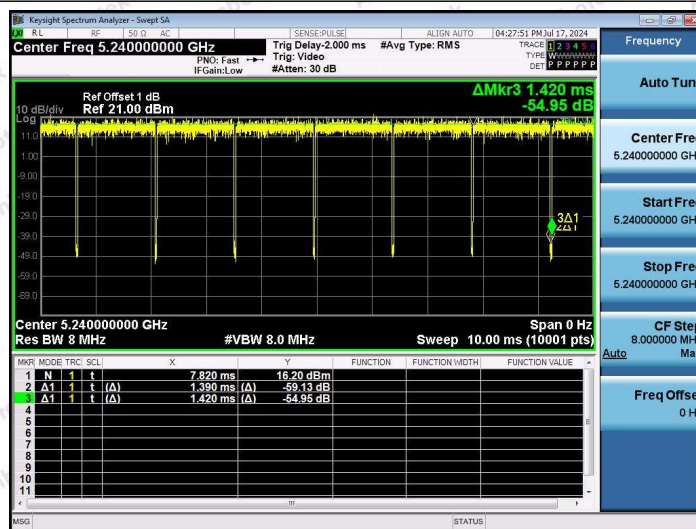 Keysight Spectrum Analyzer - Swept SA
RL RF 50 Ω AC SENSE:PULSE ALIGN AUTO 04:27:51 PM Jul 17, 2024
Center Freq 5.240000000 GHz
PNO: Fast
IFGain:Low
Trig Delay-2.000 ms
Trig: Video
#Atten: 30 dB
#Avg Type: RMS
TRACE 1 2 3 4 5 6
TYPE WWWWWW
DET P P P P P P
Ref Offset 1 dB
10 dB/div Ref 21.00 dBm
Log
ΔMkr3 1.420 ms
-54.95 dB
11.0
1.00
-9.00
-19.0
-29.0
-39.0
-49.0
-59.0
-69.0
3Δ1
2Δ1
Center 5.240000000 GHz Span 0 Hz
Res BW 8 MHz #VBW 8.0 MHz Sweep 10.00 ms (10001 pts)
MKR MODE TRC SCL X Y FUNCTION FUNCTION WIDTH FUNCTION VALUE
1 N 1 t 7.820 ms 16.20 dBm
2 Δ1 1 t (Δ) 1.390 ms (Δ) -59.13 dB
3 Δ1 1 t (Δ) 1.420 ms (Δ) -54.95 dB
4
5
6
7
8
9
10
11
MSG STATUS
Frequency
Auto Tun
Center Fre
5.240000000 GH
Start Fre
5.240000000 GH
Stop Fre
5.240000000 GH
CF Step
8.000000 MH
Auto Ma
Freq Offse
0 H